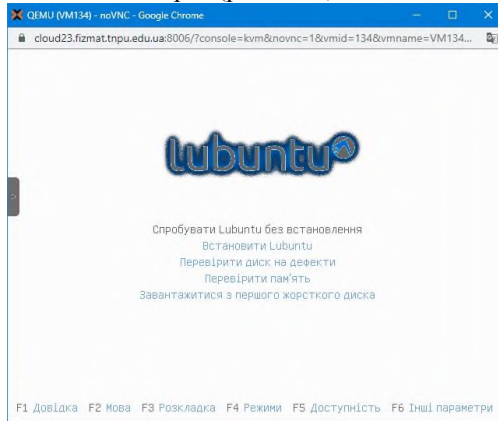 QEMU (VM134) - noVNC - Google Chrome
cloud23.fizmat.tnpu.edu.ua:8006/?console=kvm&novnc=1&vmid=134&vmname=VM134...
lubuntu
Спробувати Lubuntu без встановлення
Встановити Lubuntu
Перевірити диск на дефекти
Перевірити пам'ять
Завантажитися з першого жорсткого диска
F1 Довідка F2 Мова F3 Розкладка F4 Режими F5 Доступність F6 Інші параметри